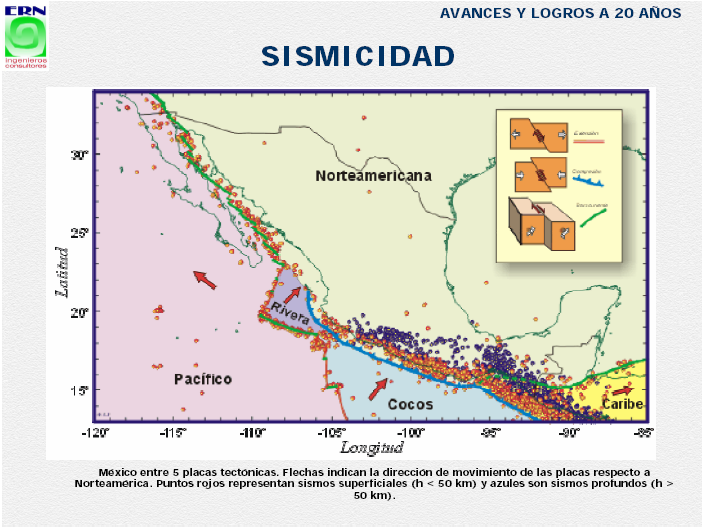 ERN
ingenieros
consultores
AVANCES Y LOGROS A 20 AÑOS
SISMICIDAD
Extensión
Compresión
Norteamericana
30°
25°
20°
15°
Latitud
Rivera
Pacífico
Cocos
Caribe
-120° -115° -110° -105° -100° -95° -90° -85°
Longitud
México entre 5 placas tectónicas. Flechas indican la dirección de movimiento de las placas respecto a
Norteamérica. Puntos rojos representan sismos superficiales (h < 50 km) y azules son sismos profundos (h >
50 km).